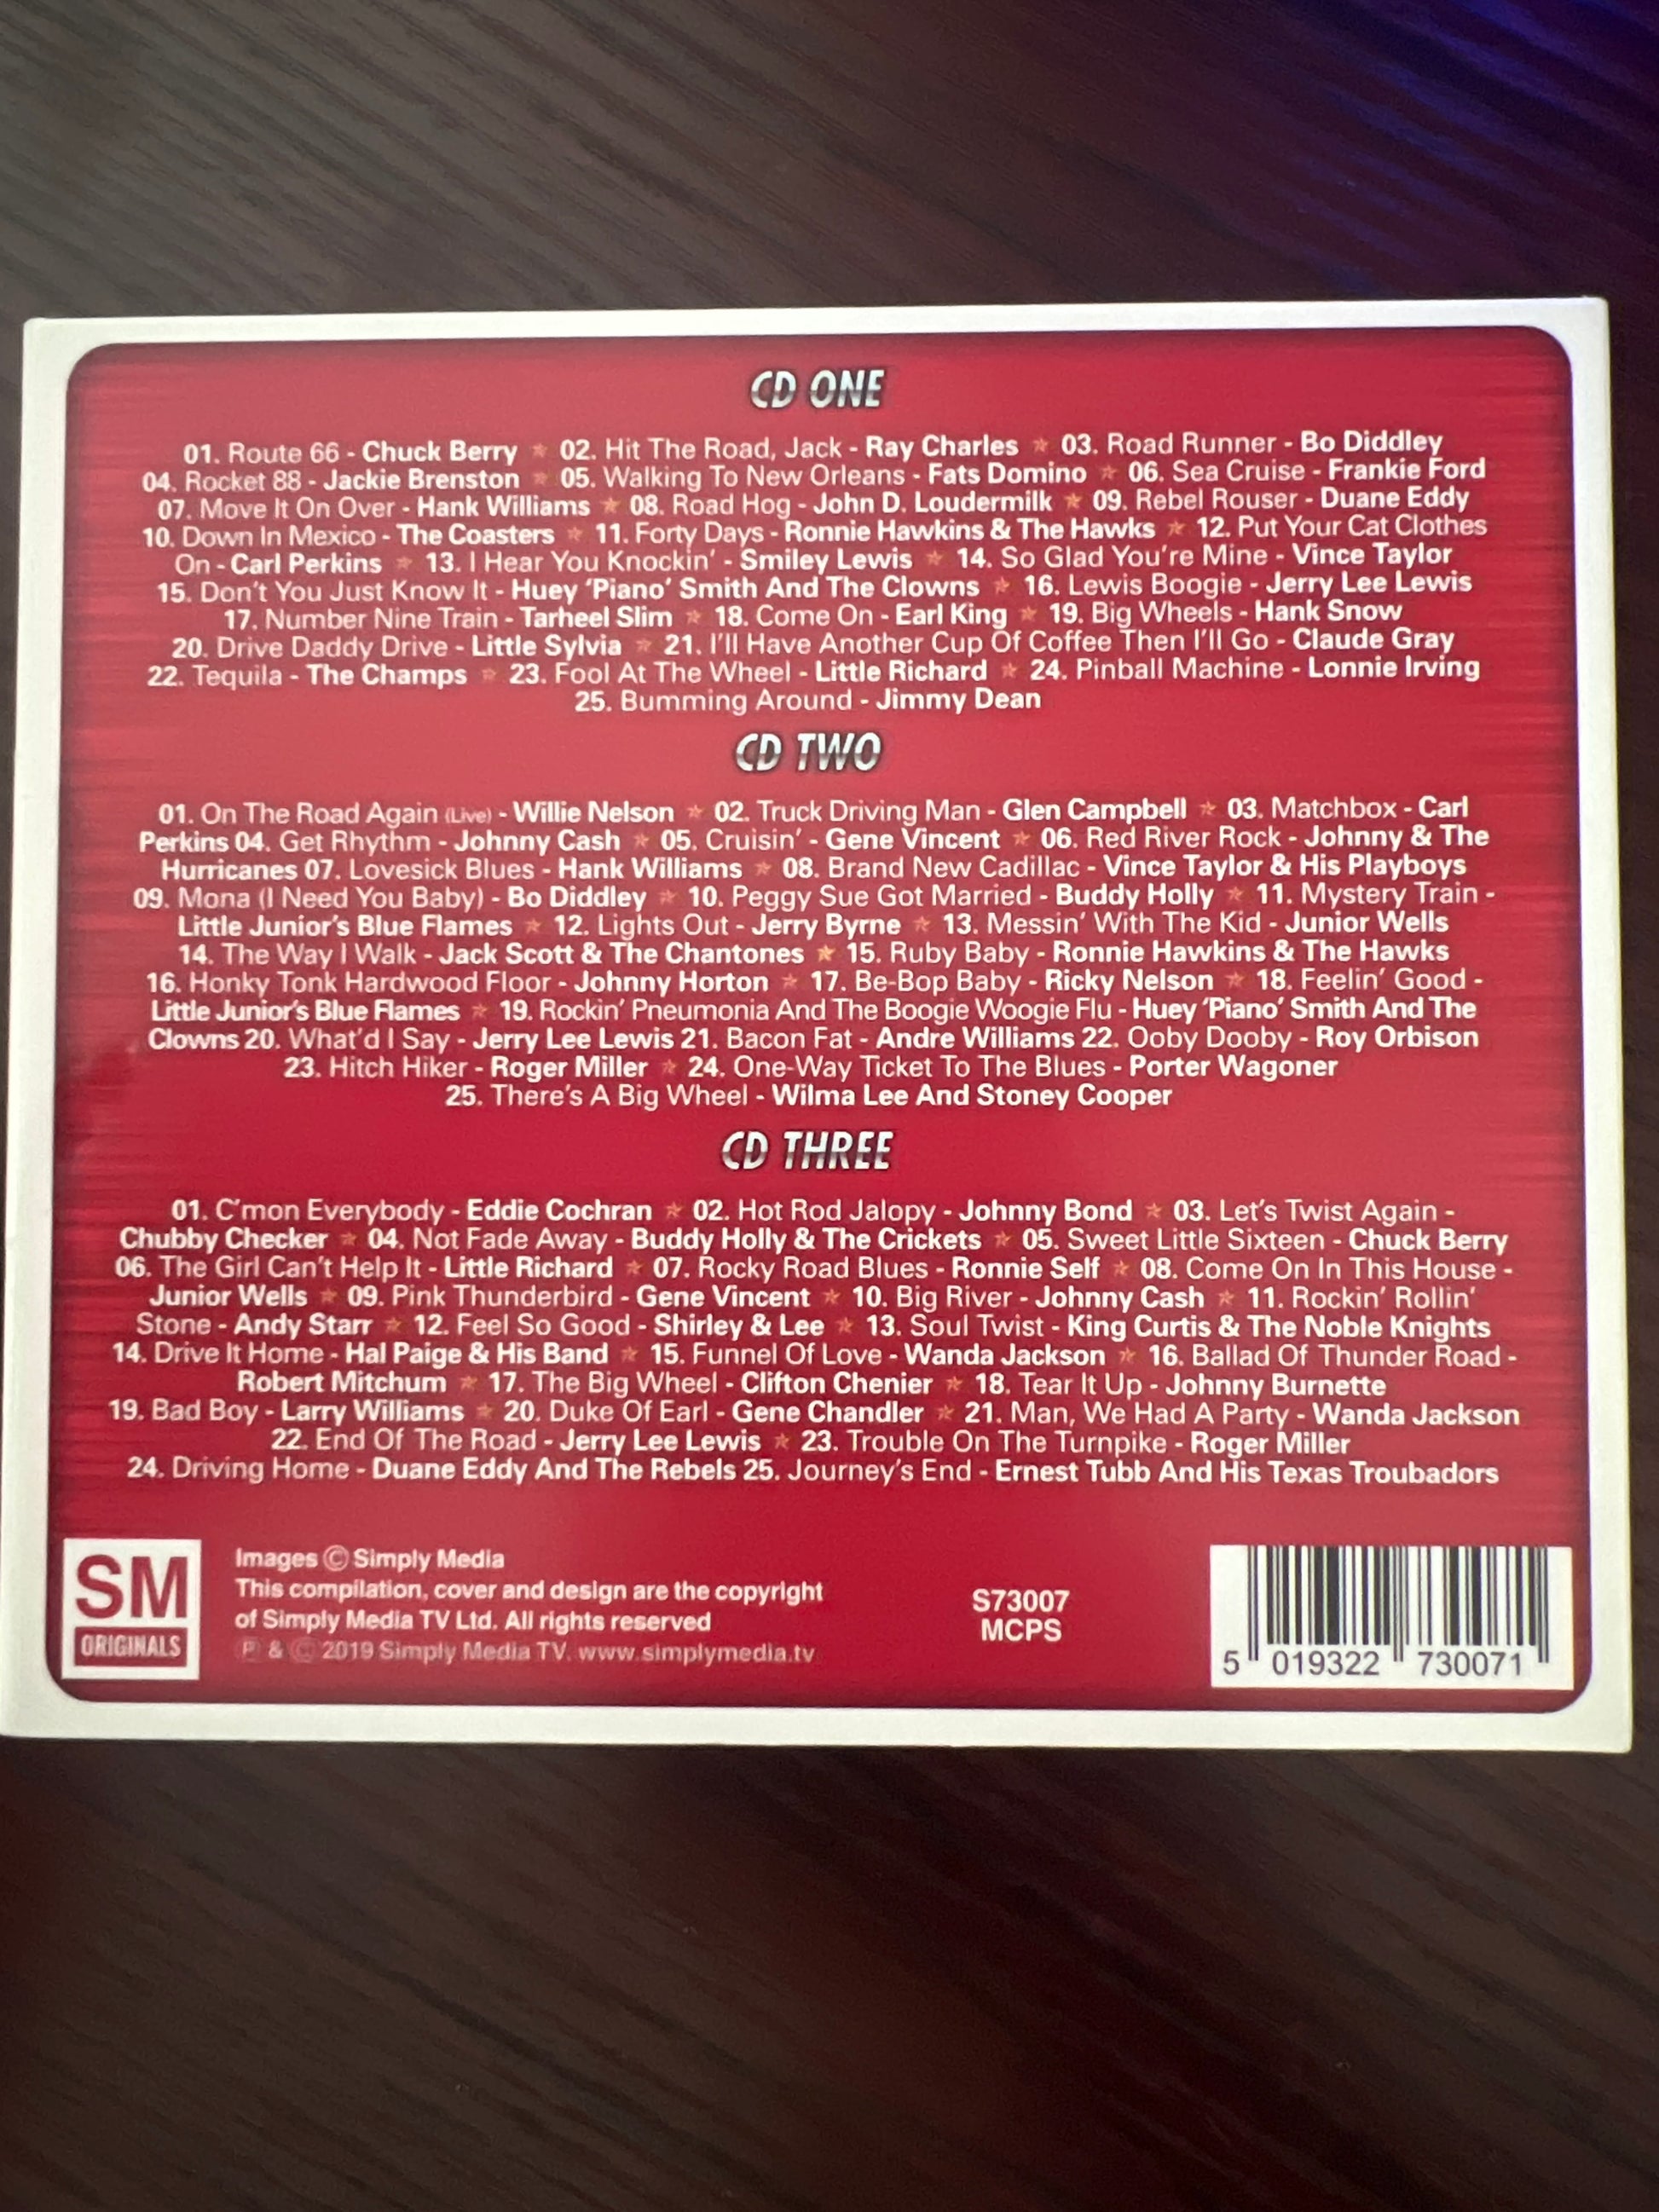 CD ONE
01. Route 66 - Chuck Berry ★ 02. Hit The Road, Jack - Ray Charles ★ 03. Road Runner - Bo Diddley
04. Rocket 88 - Jackie Brenston ★ 05. Walking To New Orleans - Fats Domino ★ 06. Sea Cruise - Frankie Ford
07. Move It On Over - Hank Williams ★ 08. Road Hog - John D. Loudermilk ★ 09. Rebel Rouser - Duane Eddy
10. Down In Mexico - The Coasters ★ 11. Forty Days - Ronnie Hawkins & The Hawks ★ 12. Put Your Cat Clothes
On - Carl Perkins ★ 13. I Hear You Knockin' - Smiley Lewis ★ 14. So Glad You're Mine - Vince Taylor
15. Don't You Just Know It - Huey 'Piano' Smith And The Clowns ★ 16. Lewis Boogie - Jerry Lee Lewis
17. Number Nine Train - Tarheel Slim ★ 18. Come On - Earl King ★ 19. Big Wheels - Hank Snow
20. Drive Daddy Drive - Little Sylvia ★ 21. I'll Have Another Cup Of Coffee Then I'll Go - Claude Gray
22. Tequila - The Champs ★ 23. Fool At The Wheel - Little Richard ★ 24. Pinball Machine - Lonnie Irving
25. Bumming Around - Jimmy Dean
CD TWO
01. On The Road Again (Live) - Willie Nelson ★ 02. Truck Driving Man - Glen Campbell ★ 03. Matchbox - Carl
Perkins 04. Get Rhythm - Johnny Cash ★ 05. Cruisin' - Gene Vincent ★ 06. Red River Rock - Johnny & The
Hurricanes 07. Lovesick Blues - Hank Williams ★ 08. Brand New Cadillac - Vince Taylor & His Playboys
09. Mona (I Need You Baby) - Bo Diddley ★ 10. Peggy Sue Got Married - Buddy Holly ★ 11. Mystery Train -
Little Junior's Blue Flames ★ 12. Lights Out - Jerry Byrne ★ 13. Messin' With The Kid - Junior Wells
14. The Way I Walk - Jack Scott & The Chantones ★ 15. Ruby Baby - Ronnie Hawkins & The Hawks
16. Honky Tonk Hardwood Floor - Johnny Horton ★ 17. Be-Bop Baby - Ricky Nelson ★ 18. Feelin' Good -
Little Junior's Blue Flames ★ 19. Rockin' Pneumonia And The Boogie Woogie Flu - Huey 'Piano' Smith And The
Clowns 20. What'd I Say - Jerry Lee Lewis 21. Bacon Fat - Andre Williams 22. Ooby Dooby - Roy Orbison
23. Hitch Hiker - Roger Miller ★ 24. One-Way Ticket To The Blues - Porter Wagoner
25. There's A Big Wheel - Wilma Lee And Stoney Cooper
CD THREE
01. C'mon Everybody - Eddie Cochran ★ 02. Hot Rod Jalopy - Johnny Bond ★ 03. Let's Twist Again -
Chubby Checker ★ 04. Not Fade Away - Buddy Holly & The Crickets ★ 05. Sweet Little Sixteen - Chuck Berry
06. The Girl Can't Help It - Little Richard ★ 07. Rocky Road Blues - Ronnie Self ★ 08. Come On In This House -
Junior Wells ★ 09. Pink Thunderbird - Gene Vincent ★ 10. Big River - Johnny Cash ★ 11. Rockin' Rollin'
Stone - Andy Starr ★ 12. Feel So Good - Shirley & Lee ★ 13. Soul Twist - King Curtis & The Noble Knights
14. Drive It Home - Hal Paige & His Band ★ 15. Funnel Of Love - Wanda Jackson ★ 16. Ballad Of Thunder Road -
Robert Mitchum ★ 17. The Big Wheel - Clifton Chenier ★ 18. Tear It Up - Johnny Burnette
19. Bad Boy - Larry Williams ★ 20. Duke Of Earl - Gene Chandler ★ 21. Man, We Had A Party - Wanda Jackson
22. End Of The Road - Jerry Lee Lewis ★ 23. Trouble On The Turnpike - Roger Miller
24. Driving Home - Duane Eddy And The Rebels 25. Journey's End - Ernest Tubb And His Texas Troubadors
SM
ORIGINALS
Images © Simply Media
This compilation, cover and design are the copyright
of Simply Media TV Ltd. All rights reserved
℗ & © 2019 Simply Media TV. www.simplymedia.tv
S73007
MCPS
5 019322 730071